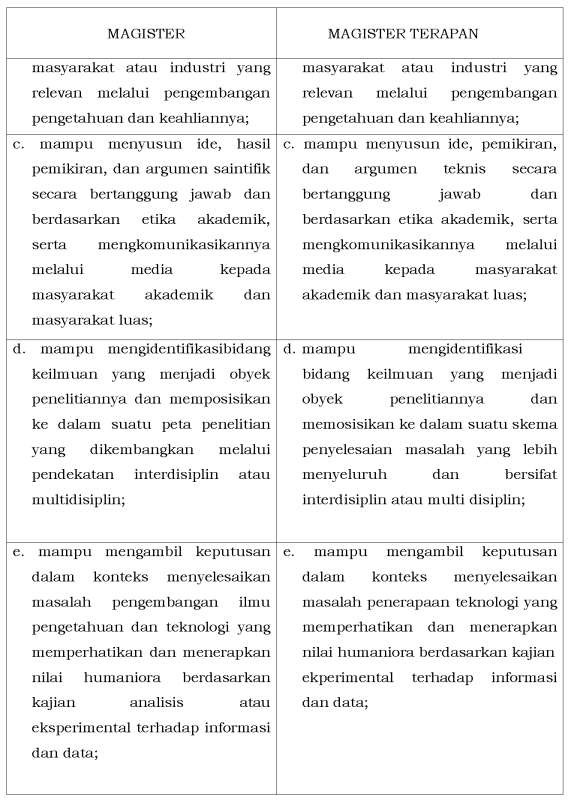 MAGISTER
MAGISTER TERAPAN
masyarakat atau industri yang
relevan melalui pengembangan
pengetahuan dan keahliannya;
masyarakat atau industri yang
relevan melalui pengembangan
pengetahuan dan keahliannya;
c. mampu menyusun ide, hasil
pemikiran, dan argumen saintifik
secara bertanggung jawab dan
berdasarkan etika akademik,
serta mengkomunikasikannya
melalui media kepada
masyarakat akademik dan
masyarakat luas;
c. mampu menyusun ide, pemikiran,
dan argumen teknis secara
bertanggung jawab dan
berdasarkan etika akademik, serta
mengkomunikasikannya melalui
media kepada masyarakat
akademik dan masyarakat luas;
d. mampu mengidentifikasibidang
keilmuan yang menjadi obyek
penelitiannya dan memposisikan
ke dalam suatu peta penelitian
yang dikembangkan melalui
pendekatan interdisiplin atau
multidisiplin;
d. mampu mengidentifikasi
bidang keilmuan yang menjadi
obyek penelitiannya dan
memosisikan ke dalam suatu skema
penyelesaian masalah yang lebih
menyeluruh dan bersifat
interdisiplin atau multi disiplin;
e. mampu mengambil keputusan
dalam konteks menyelesaikan
masalah pengembangan ilmu
pengetahuan dan teknologi yang
memperhatikan dan menerapkan
nilai humaniora berdasarkan
kajian analisis atau
eksperimental terhadap informasi
dan data;
e. mampu mengambil keputusan
dalam konteks menyelesaikan
masalah penerapaan teknologi yang
memperhatikan dan menerapkan
nilai humaniora berdasarkan kajian
ekperimental terhadap informasi
dan data;